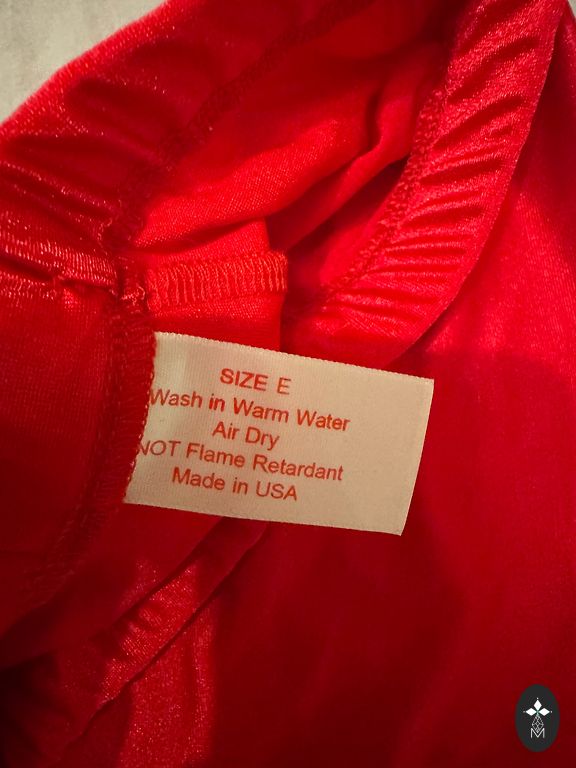 SIZE E
Wash in Warm Water
Air Dry
NOT Flame Retardant
Made in USA
M